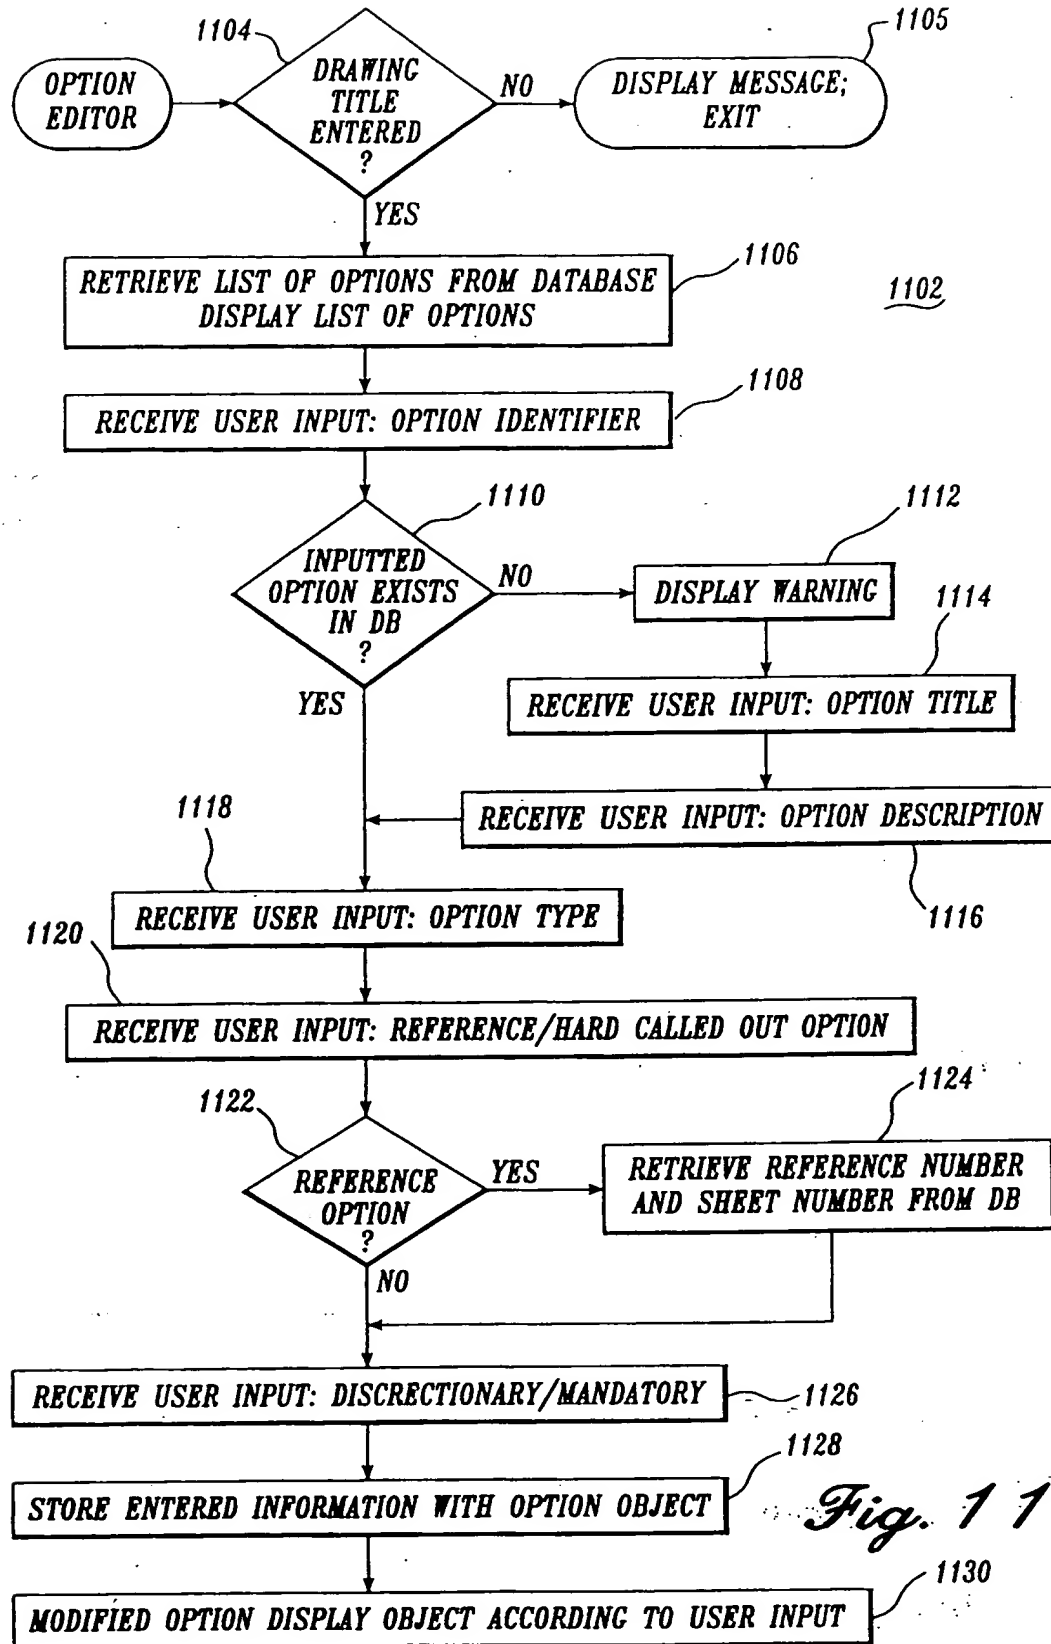 1104
1105
OPTION
EDITOR
DRAWING
TITLE
ENTERED
?
NO
DISPLAY MESSAGE;
EXIT
YES
1106
RETRIEVE LIST OF OPTIONS FROM DATABASE
DISPLAY LIST OF OPTIONS
1102
1108
RECEIVE USER INPUT: OPTION IDENTIFIER
1110
1112
INPUTTED
OPTION EXISTS
IN DB
?
NO
DISPLAY WARNING
1114
YES
RECEIVE USER INPUT: OPTION TITLE
1118
RECEIVE USER INPUT: OPTION DESCRIPTION
1116
RECEIVE USER INPUT: OPTION TYPE
1120
RECEIVE USER INPUT: REFERENCE/HARD CALLED OUT OPTION
1122
1124
REFERENCE
OPTION
?
YES
RETRIEVE REFERENCE NUMBER
AND SHEET NUMBER FROM DB
NO
RECEIVE USER INPUT: DISCRECTIONARY/MANDATORY
1126
1128
STORE ENTERED INFORMATION WITH OPTION OBJECT
Fig. 11
1130
MODIFIED OPTION DISPLAY OBJECT ACCORDING TO USER INPUT